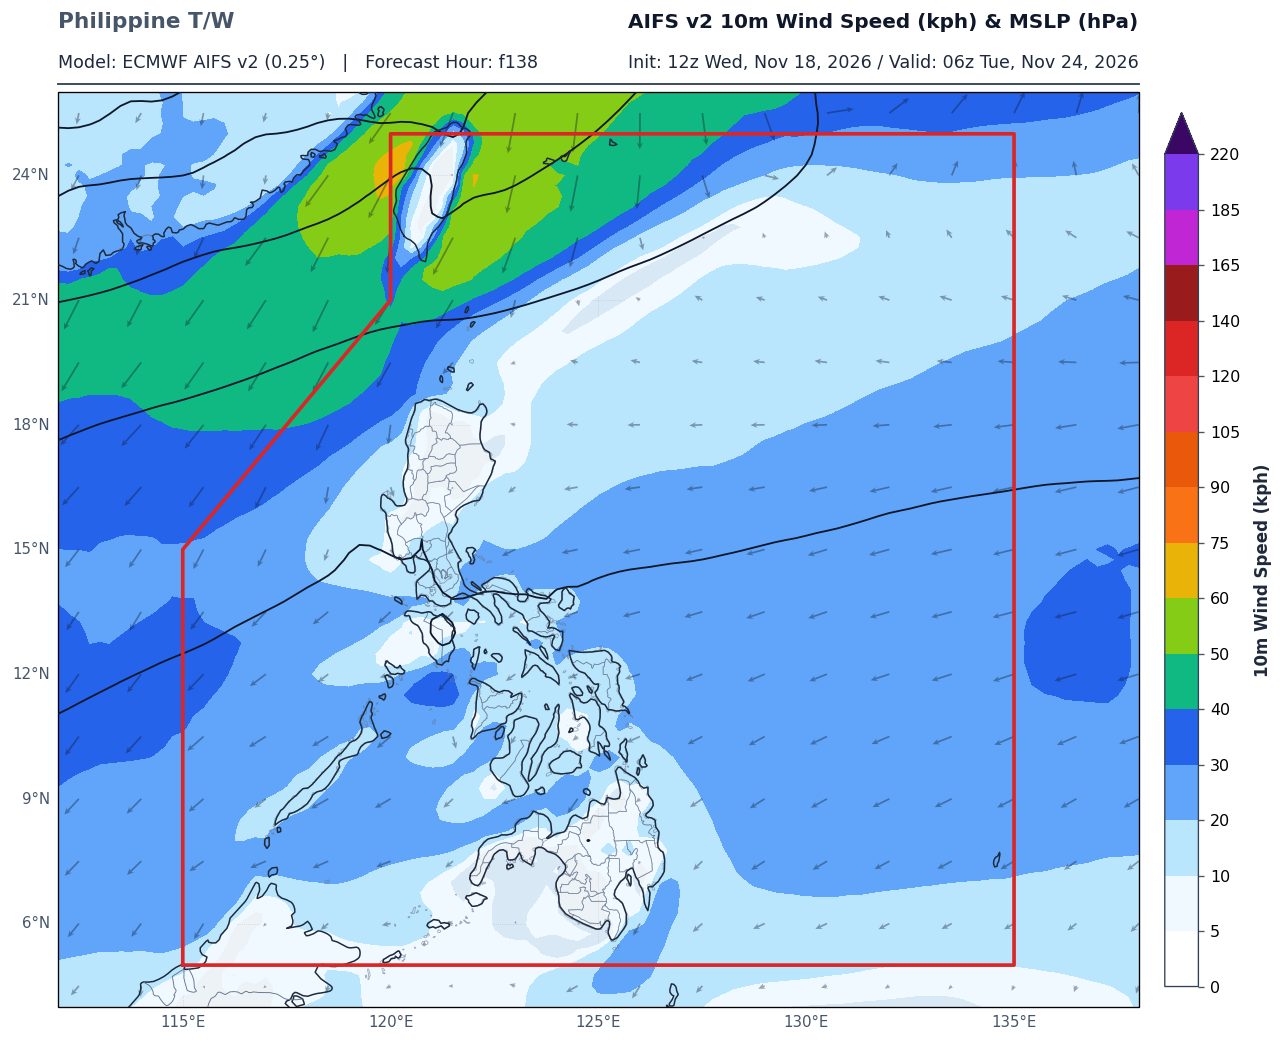 Philippine T/W
AIFS v2 10m Wind Speed (kph) & MSLP (hPa)
Model: ECMWF AIFS v2 (0.25°) | Forecast Hour: f138
Init: 12z Wed, Nov 18, 2026 / Valid: 06z Tue, Nov 24, 2026
24°N
21°N
18°N
15°N
12°N
9°N
6°N
115°E
120°E
125°E
130°E
135°E
220
185
165
140
120
105
90
75
60
50
40
30
20
10
5
0
10m Wind Speed (kph)